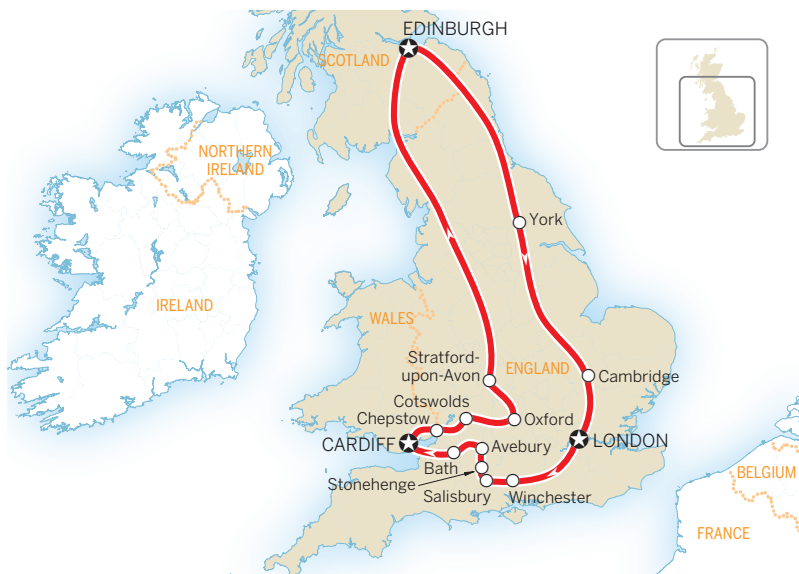 EDINBURGH
SCOTLAND
NORTHERN
IRELAND
York
IRELAND
WALES
Stratford-
upon-Avon
ENGLAND
Cambridge
Cotswolds
Chepstow
Oxford
CARDIFF
Avebury
LONDON
Bath
Stonehenge
Salisbury
Winchester
BELGIUM
FRANCE